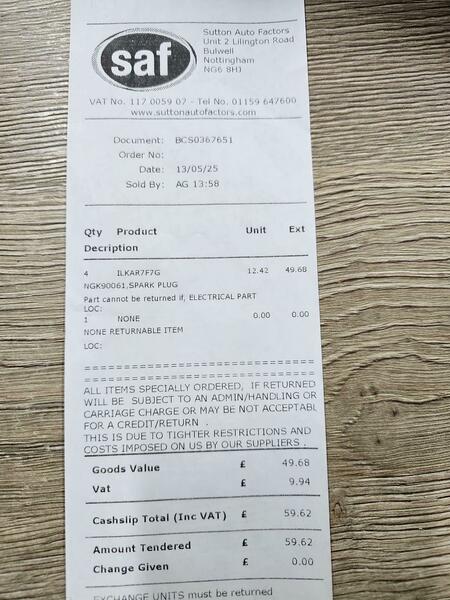 saf
Sutton Auto Factors
Unit 2 Lilington Road
Bulwell
Nottingham
NG6 8HJ
VAT No. 117 0059 07 - Tel No. 01159 647600
www.suttonautofactors.com
Document: BCS0367651
Order No:
Date: 13/05/25
Sold By: AG 13:58
Qty Product Unit Ext
Decription
4 ILKAR7F7G 12.42 49.68
NGK90061,SPARK PLUG
Part cannot be returned if, ELECTRICAL PART
LOC:
1 NONE 0.00 0.00
NONE RETURNABLE ITEM
LOC:
ALL ITEMS SPECIALLY ORDERED, IF RETURNED
WILL BE SUBJECT TO AN ADMIN/HANDLING OR
CARRIAGE CHARGE OR MAY BE NOT ACCEPTABL
FOR A CREDIT/RETURN .
THIS IS DUE TO TIGHTER RESTRICTIONS AND
COSTS IMPOSED ON US BY OUR SUPPLIERS .
Goods Value £ 49.68
Vat £ 9.94
Cashslip Total (Inc VAT) £ 59.62
Amount Tendered £ 59.62
Change Given £ 0.00
EXCHANGE UNITS must be returned